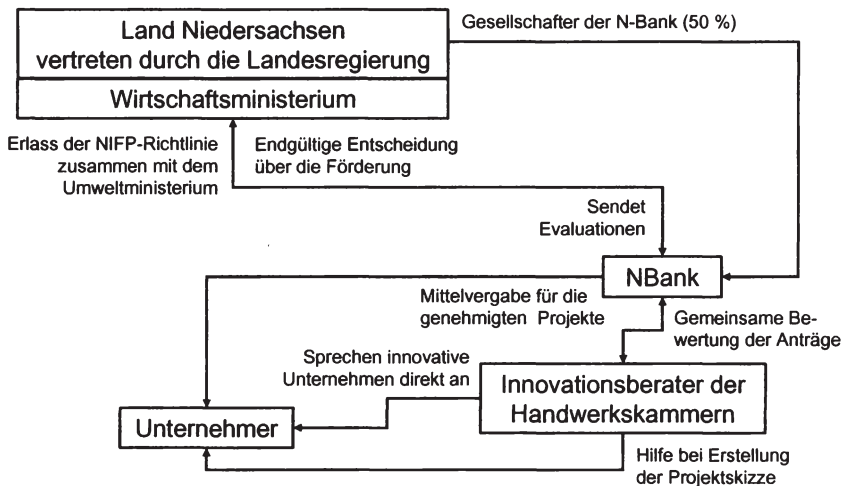 Gesellschafter der N-Bank (50 %)
Land Niedersachsen
vertreten durch die Landesregierung
Wirtschaftsministerium
Erlass der NIFP-Richtlinie
zusammen mit dem
Umweltministerium
Endgültige Entscheidung
über die Förderung
Sendet
Evaluationen
NBank
Mittelvergabe für die
genehmigten Projekte
Gemeinsame Be-
wertung der Anträge
Sprechen innovative
Unternehmen direkt an
Innovationsberater der
Handwerkskammern
Unternehmer
Hilfe bei Erstellung
der Projektskizze